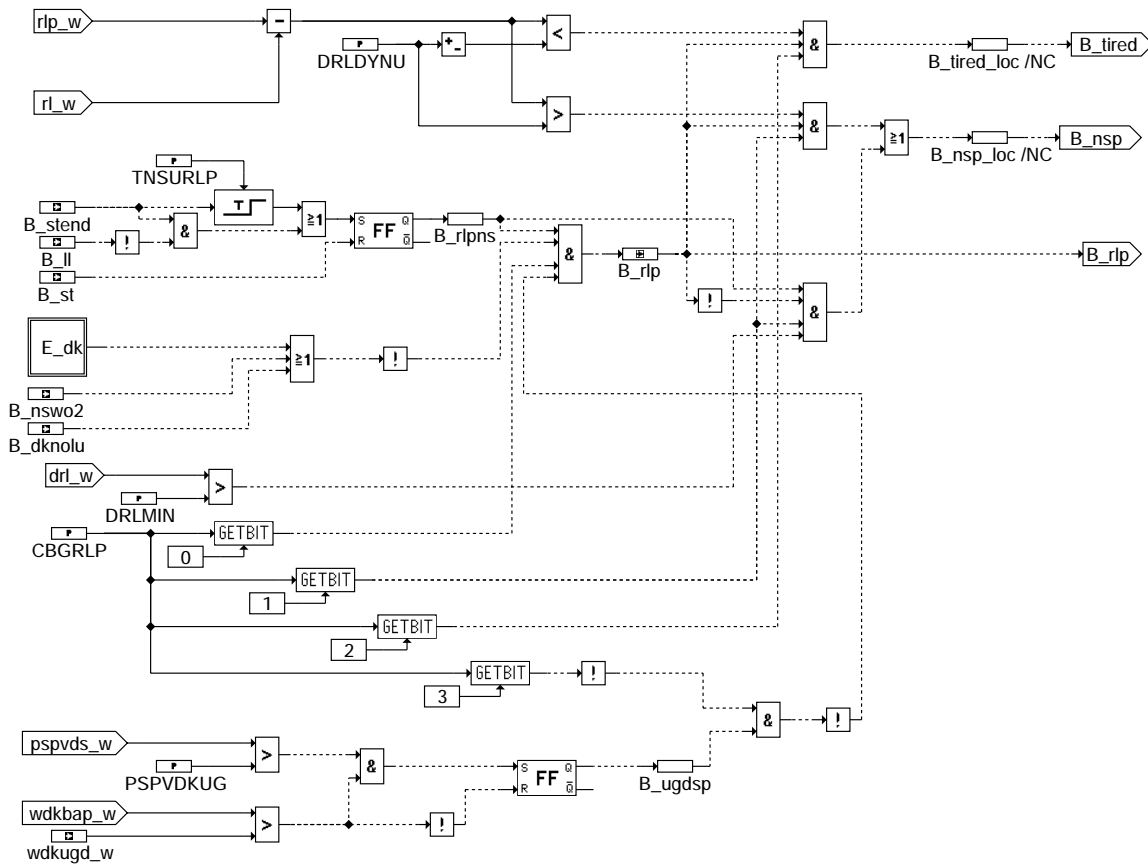 rlp_w
-
P
DRLDYNU
+
-
<
&
B_tired_loc /NC
B_tired
rl_w
>
&
≥1
B_nsp_loc /NC
B_nsp
P
TNSURLP
T
B_stend
&
≥1
S
Q
FF
R
Q̅
B_rlpns
B_ll
!
B_st
&
B_rlp
B_rlp
!
&
E_dk
≥1
!
B_nswo2
B_dknolu
drl_w
>
P
DRLMIN
P
CBGRLP
GETBIT
0
GETBIT
1
GETBIT
2
GETBIT
3
!
&
!
pspvds_w
>
P
PSPVDKUG
&
S
Q
FF
R
Q̅
B_ugdsp
wdkbap_w
>
!
wdkugd_w